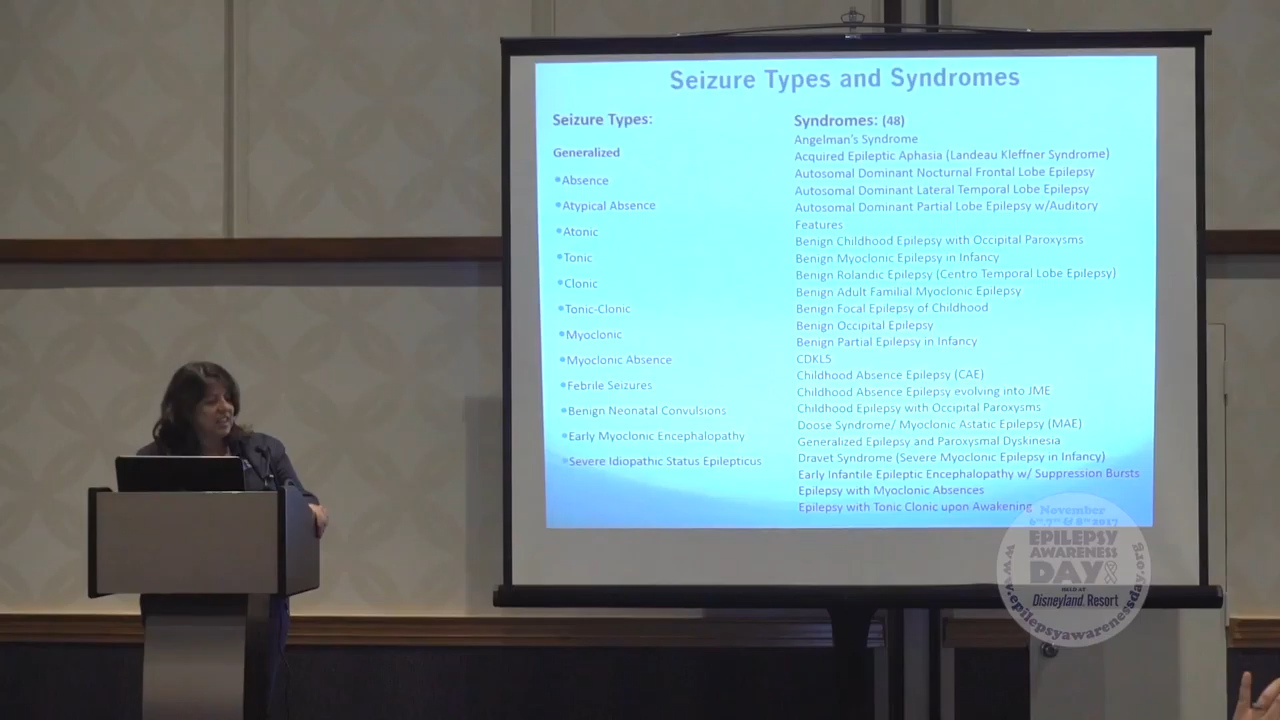 Seizure Types and Syndromes
Seizure Types:
Generalized
Absence
Atypical Absence
Atonic
Tonic
Clonic
Tonic-Clonic
Myoclonic
Myoclonic Absence
Febrile Seizures
Benign Neonatal Convulsions
Early Myoclonic Encephalopathy
Severe Idiopathic Status Epilepticus
Syndromes: (48)
Angelman's Syndrome
Acquired Epileptic Aphasia (Landeau Kleffner Syndrome)
Autosomal Dominant Nocturnal Frontal Lobe Epilepsy
Autosomal Dominant Lateral Temporal Lobe Epilepsy
Autosomal Dominant Partial Lobe Epilepsy w/Auditory
Features
Benign Childhood Epilepsy with Occipital Paroxysms
Benign Myoclonic Epilepsy in Infancy
Benign Rolandic Epilepsy (Centro Temporal Lobe Epilepsy)
Benign Adult Familial Myoclonic Epilepsy
Benign Focal Epilepsy of Childhood
Benign Occipital Epilepsy
Benign Partial Epilepsy in Infancy
CDKL5
Childhood Absence Epilepsy (CAE)
Childhood Absence Epilepsy evolving into JME
Childhood Epilepsy with Occipital Paroxysms
Doose Syndrome/ Myoclonic Astatic Epilepsy (MAE)
Generalized Epilepsy and Paroxysmal Dyskinesia
Dravet Syndrome (Severe Myoclonic Epilepsy in Infancy)
Early Infantile Epileptic Encephalopathy w/ Suppression Bursts
Epilepsy with Myoclonic Absences
Epilepsy with Tonic Clonic upon Awakening
November
6th, 7th & 8th 2017
EPILEPSY
AWARENESS
DAY
HELD AT
Disneyland Resort
www.epilepsyawarenessday.org